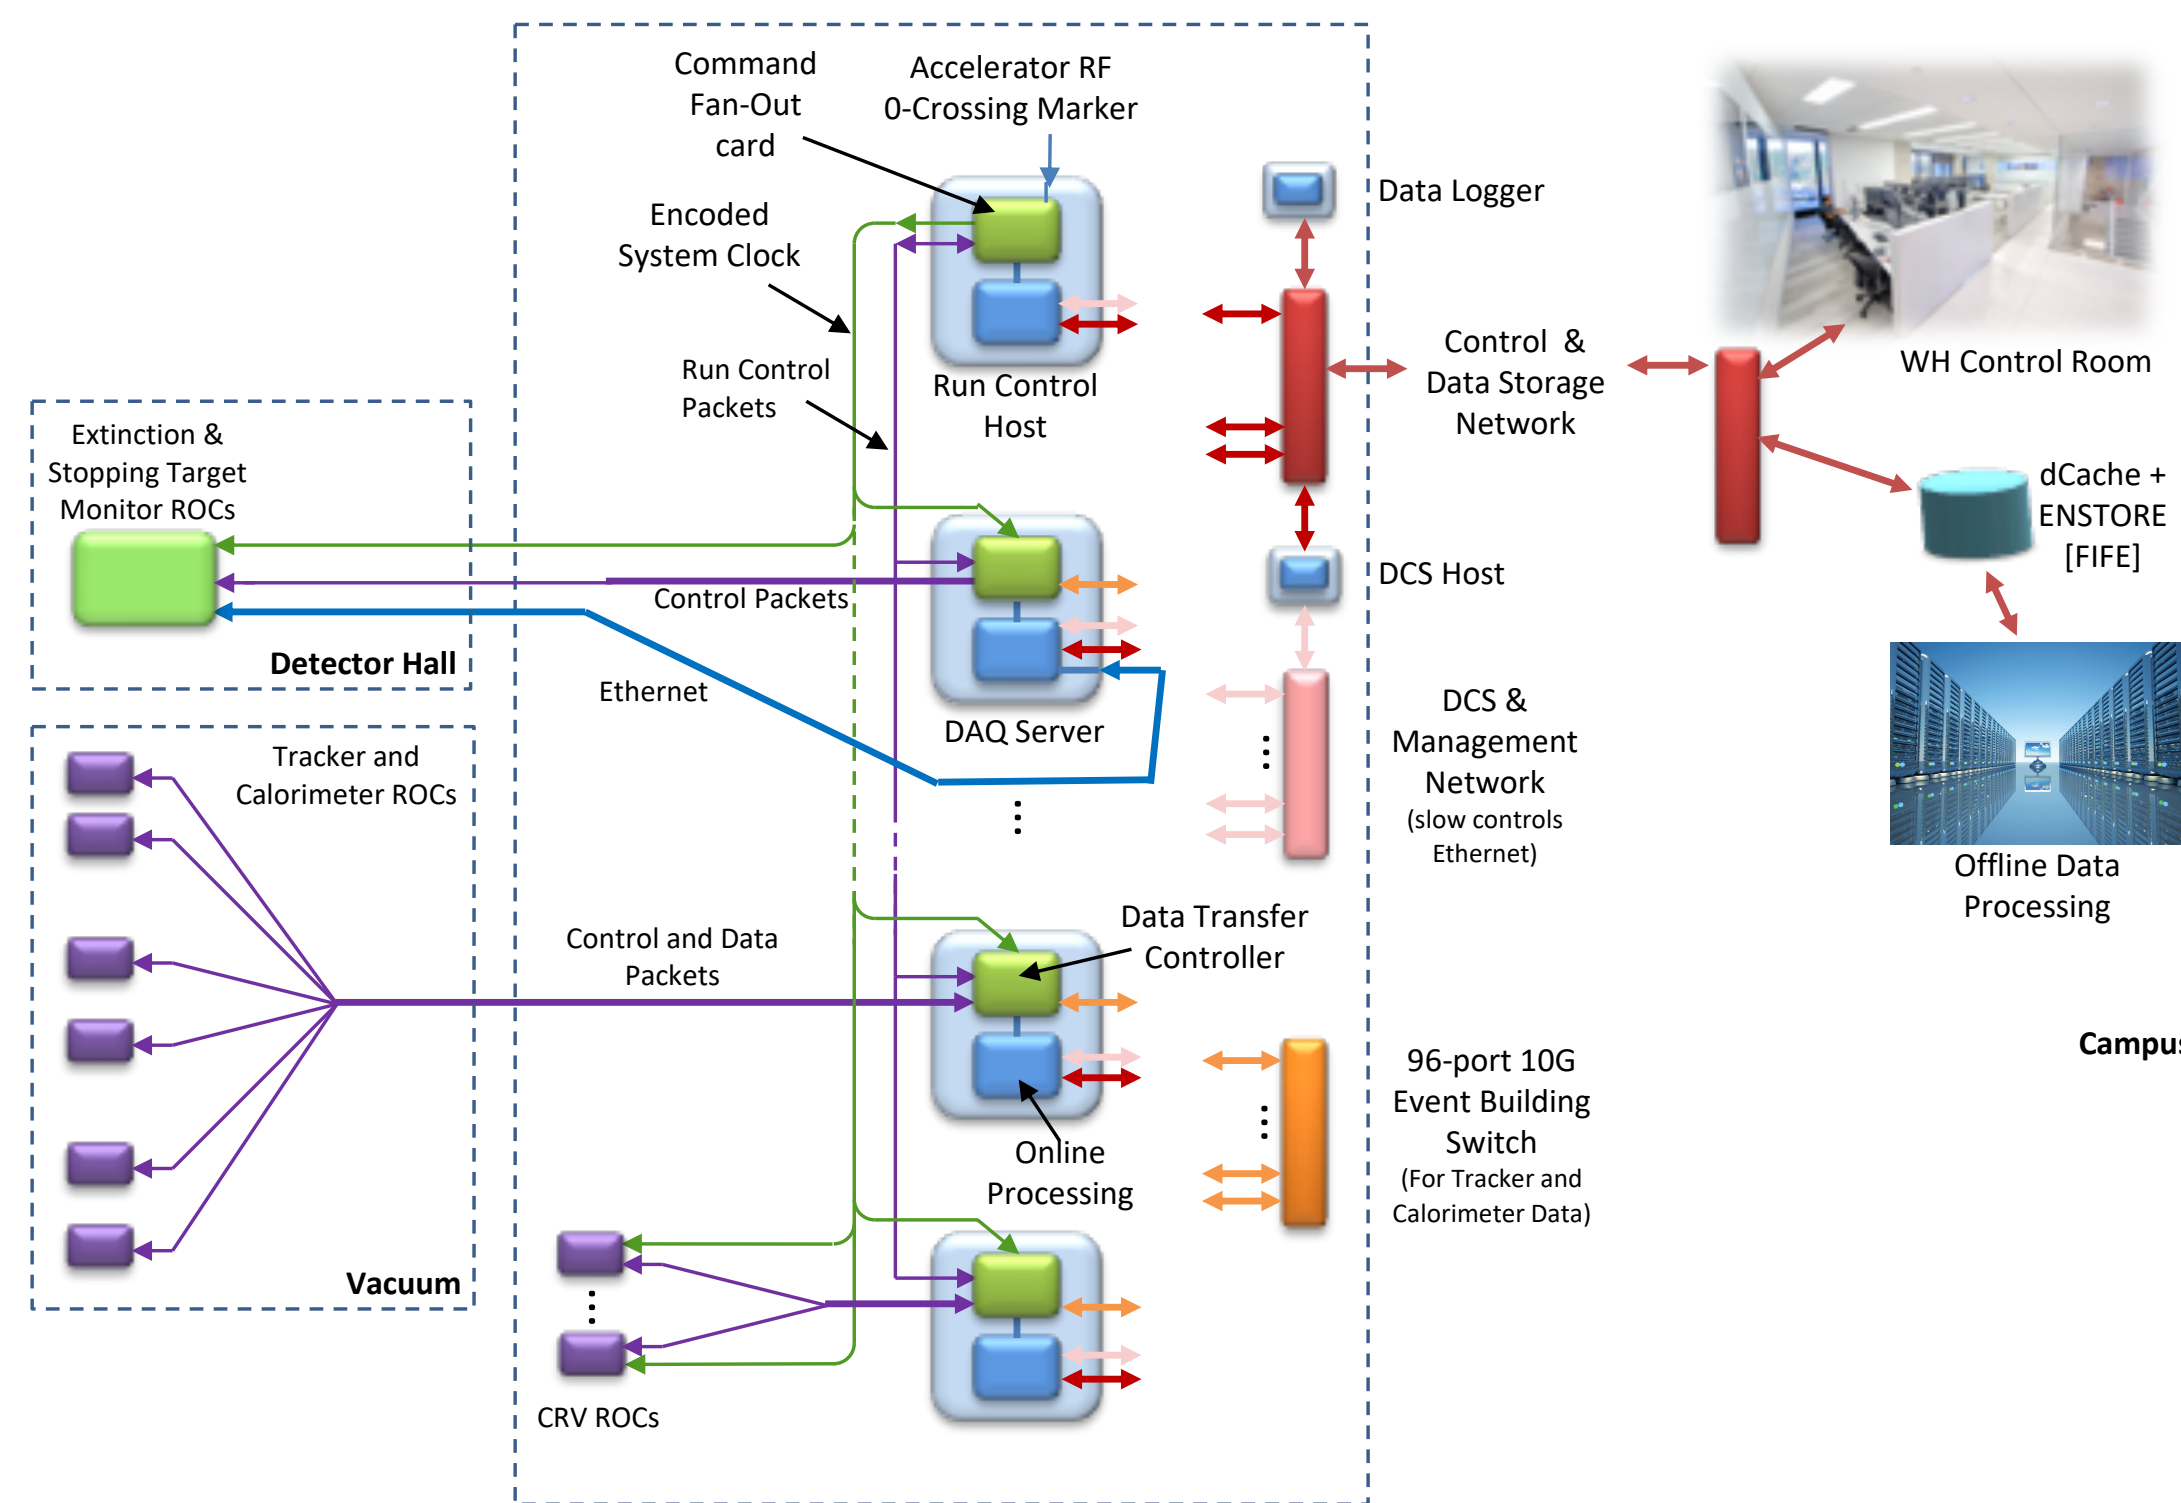 Command
Fan-Out
card
Accelerator RF
0-Crossing Marker
Encoded
System Clock
Run Control
Packets
Run Control
Host
Data Logger
Control & 
Data Storage
Network
WH Control Room
dCache +
ENSTORE
[FIFE]
Offline Data
Processing
Extinction &
Stopping Target
Monitor ROCs
Detector Hall
Control Packets
Ethernet
DAQ Server
DCS Host
DCS &
Management
Network
(slow controls
Ethernet)
Tracker and
Calorimeter ROCs
Vacuum
Control and Data
Packets
Data Transfer
Controller
Online
Processing
96-port 10G
Event Building
Switch
(For Tracker and
Calorimeter Data)
Campus
CRV ROCs